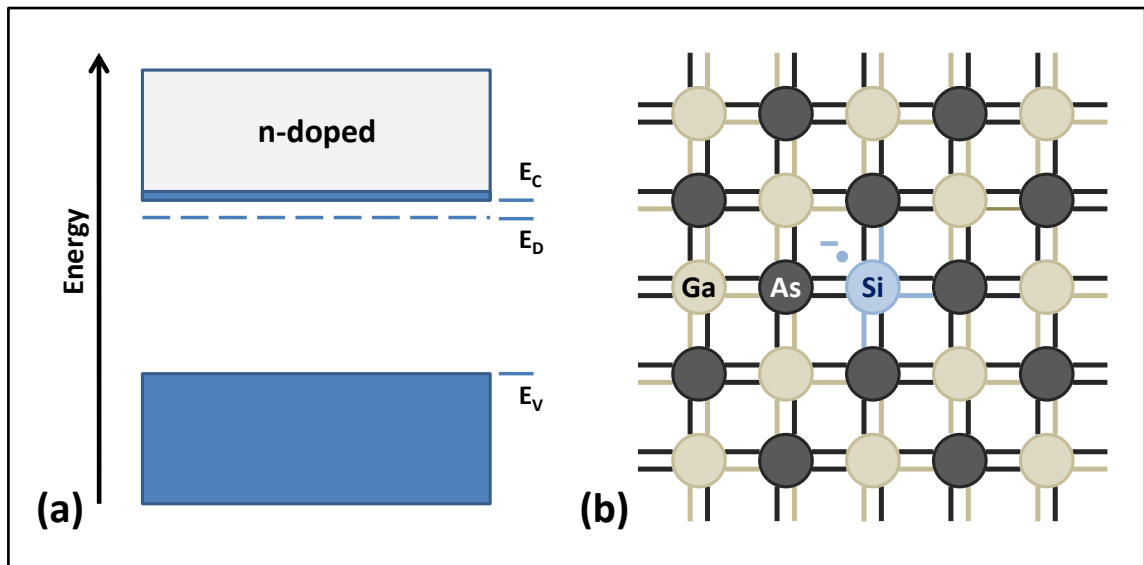 Energy
n-doped
E_C
E_D
E_V
(a)
Ga
As
Si
–
(b)